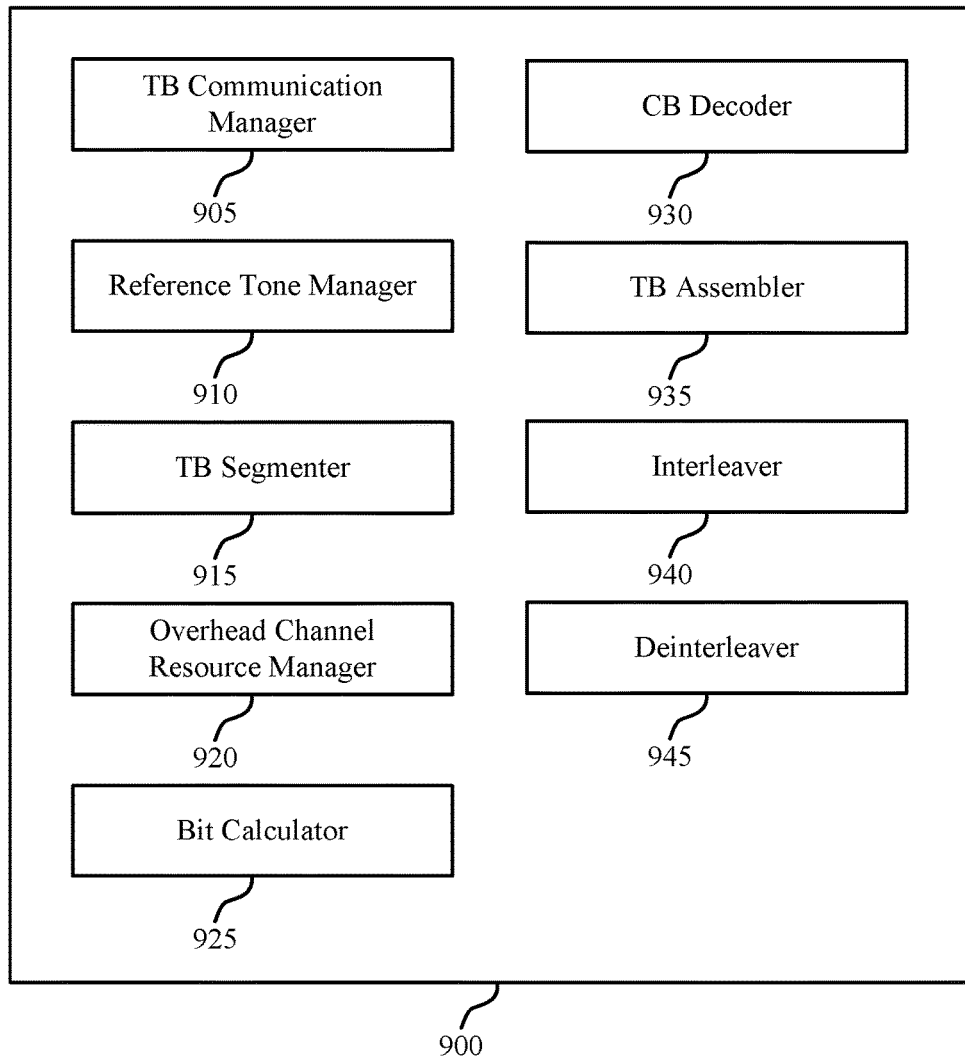 TB Communication
Manager
905
Reference Tone Manager
910
TB Segmenter
915
Overhead Channel
Resource Manager
920
Bit Calculator
925
CB Decoder
930
TB Assembler
935
Interleaver
940
Deinterleaver
945
900